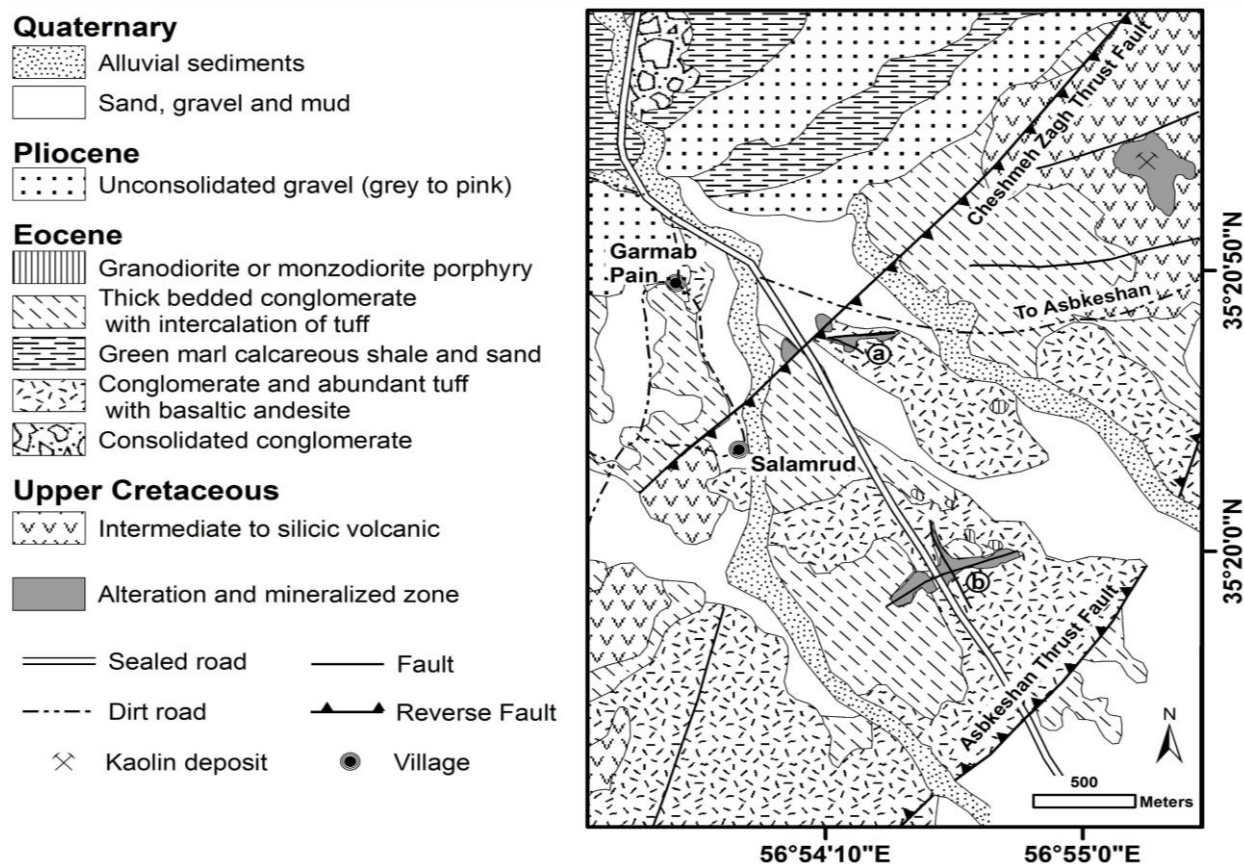 Quaternary
Alluvial sediments
Sand, gravel and mud
Pliocene
Unconsolidated gravel (grey to pink)
Eocene
Granodiorite or monzodiorite porphyry
Thick bedded conglomerate
with intercalation of tuff
Green marl calcareous shale and sand
Conglomerate and abundant tuff
with basaltic andesite
Consolidated conglomerate
Upper Cretaceous
Intermediate to silicic volcanic
Alteration and mineralized zone
Sealed road
Fault
Dirt road
Reverse Fault
Kaolin deposit
Village
Cheshmeh Zagh Thrust Fault
Garmab
Pain
To Asbkeshan
a
Salamrud
b
Asbkeshan Thrust Fault
N
500
Meters
35°20'50"N
35°20'0"N
56°54'10"E
56°55'0"E